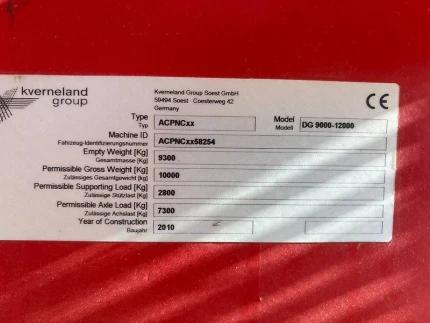 kverneland
group
Kverneland Group Soest GmbH
59494 Soest · Coesterweg 42
Germany
CE
Type ACPNCxx Model DG 9000-12000
Typ Modell
Machine ID
Fahrzeug-Identifizierungsnummer ACPNCxx58254
Empty Weight [Kg]
Gesamtmasse [Kg] 9300
Permissible Gross Weight [Kg]
Zulässiges Gesamtgewicht [Kg] 10000
Permissible Supporting Load [Kg]
Zulässige Stützlast [Kg] 2800
Permissible Axle Load [Kg]
Zulässige Achslast [Kg] 7300
Year of Construction
Baujahr 2010